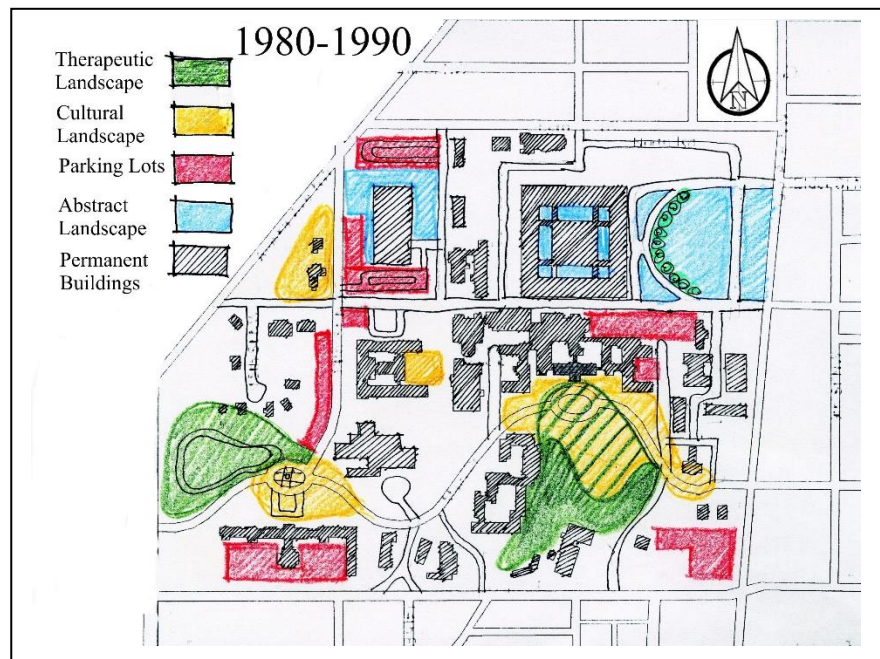 1980-1990
Therapeutic
Landscape
Cultural
Landscape
Parking Lots
Abstract
Landscape
Permanent
Buildings
N